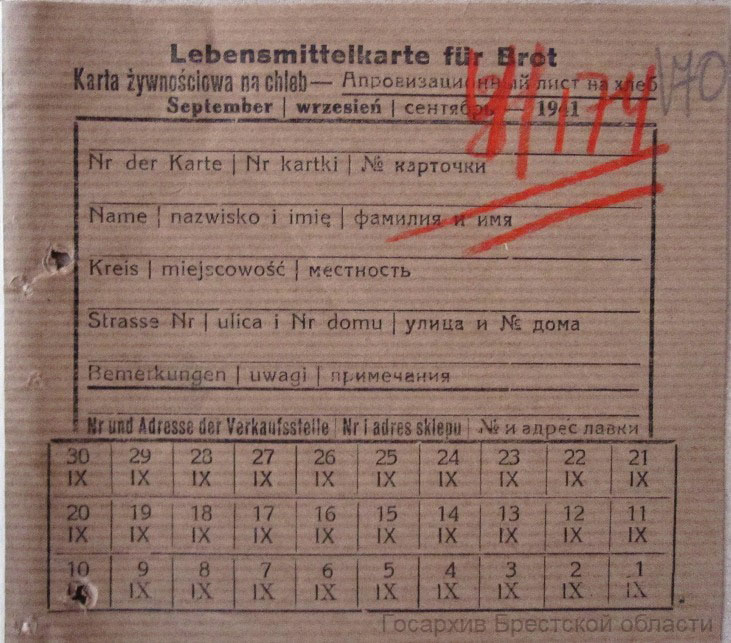 Lebensmittelkarte für Brot
Karta żywnościowa na chleb — Апровизационный лист на хлеб
September | wrzesień | сентябрь — 1941
/174
170
Nr der Karte | Nr kartki | № карточки
Name | nazwisko i imię | фамилия и имя
Kreis | miejscowość | местность
Strasse Nr | ulica i Nr domu | улица и № дома
Bemerkungen | uwagi | примечания
Nr und Adresse der Verkaufsstelle | Nr i adres sklepu | № и адрес лавки
30 29 28 27 26 25 24 23 22 21
IX IX IX IX IX IX IX IX IX IX
20 19 18 17 16 15 14 13 12 11
IX IX IX IX IX IX IX IX IX IX
10 9 8 7 6 5 4 3 2 1
IX IX IX IX IX IX IX IX IX IX
Госархив Брестской области